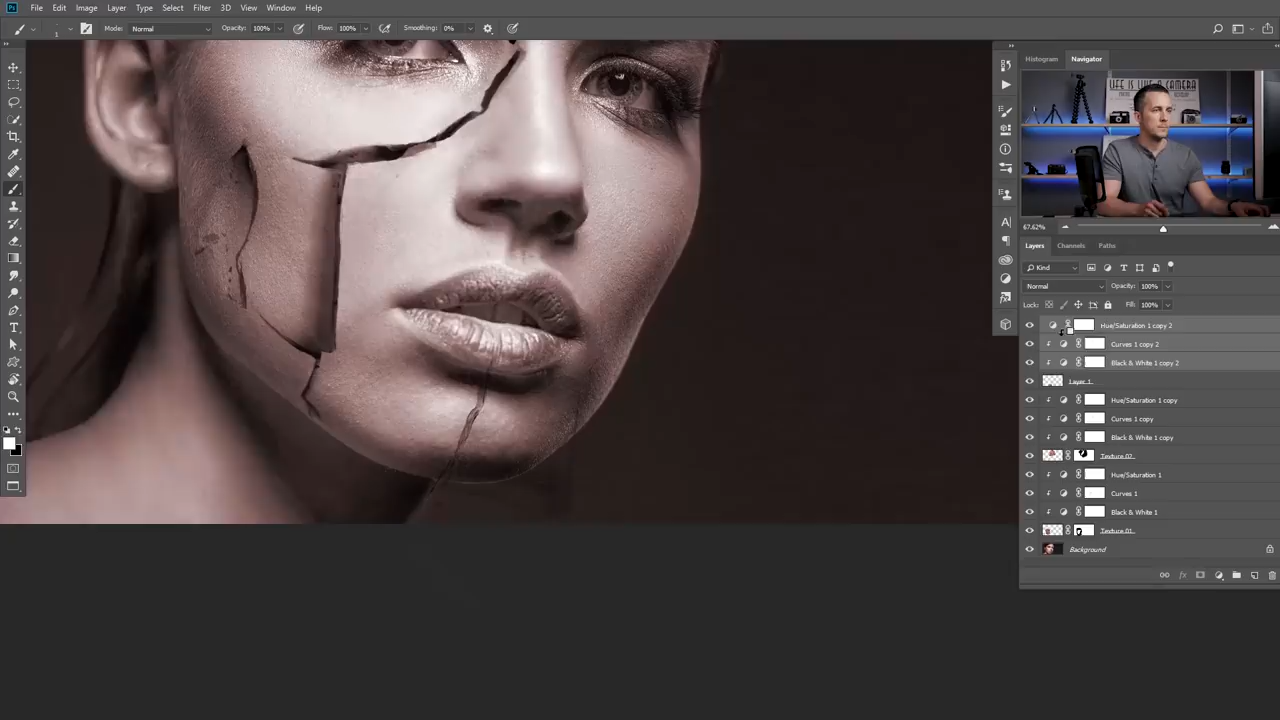 Ps File Edit Image Layer Type Select Filter 3D View Window Help
1 Mode: Normal Opacity: 100% Flow: 100% Smoothing: 0%
Histogram Navigator
LIFE IS LIKE A CAMERA
67.62%
Layers Channels Paths
Kind
Normal Opacity: 100%
Lock: Fill: 100%
Hue/Saturation 1 copy 2
Curves 1 copy 2
Black & White 1 copy 2
Layer 1
Hue/Saturation 1 copy
Curves 1 copy
Black & White 1 copy
Texture 02
Hue/Saturation 1
Curves 1
Black & White 1
Texture 01
Background